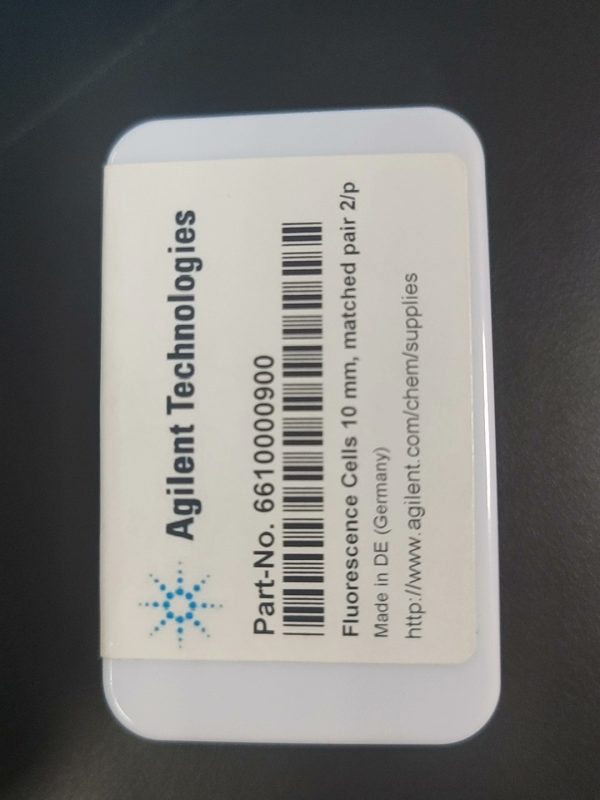 Agilent Technologies
Part-No. 6610000900
Fluorescence Cells 10 mm, matched pair 2/p
Made in DE (Germany)
http://www.agilent.com/chem/supplies